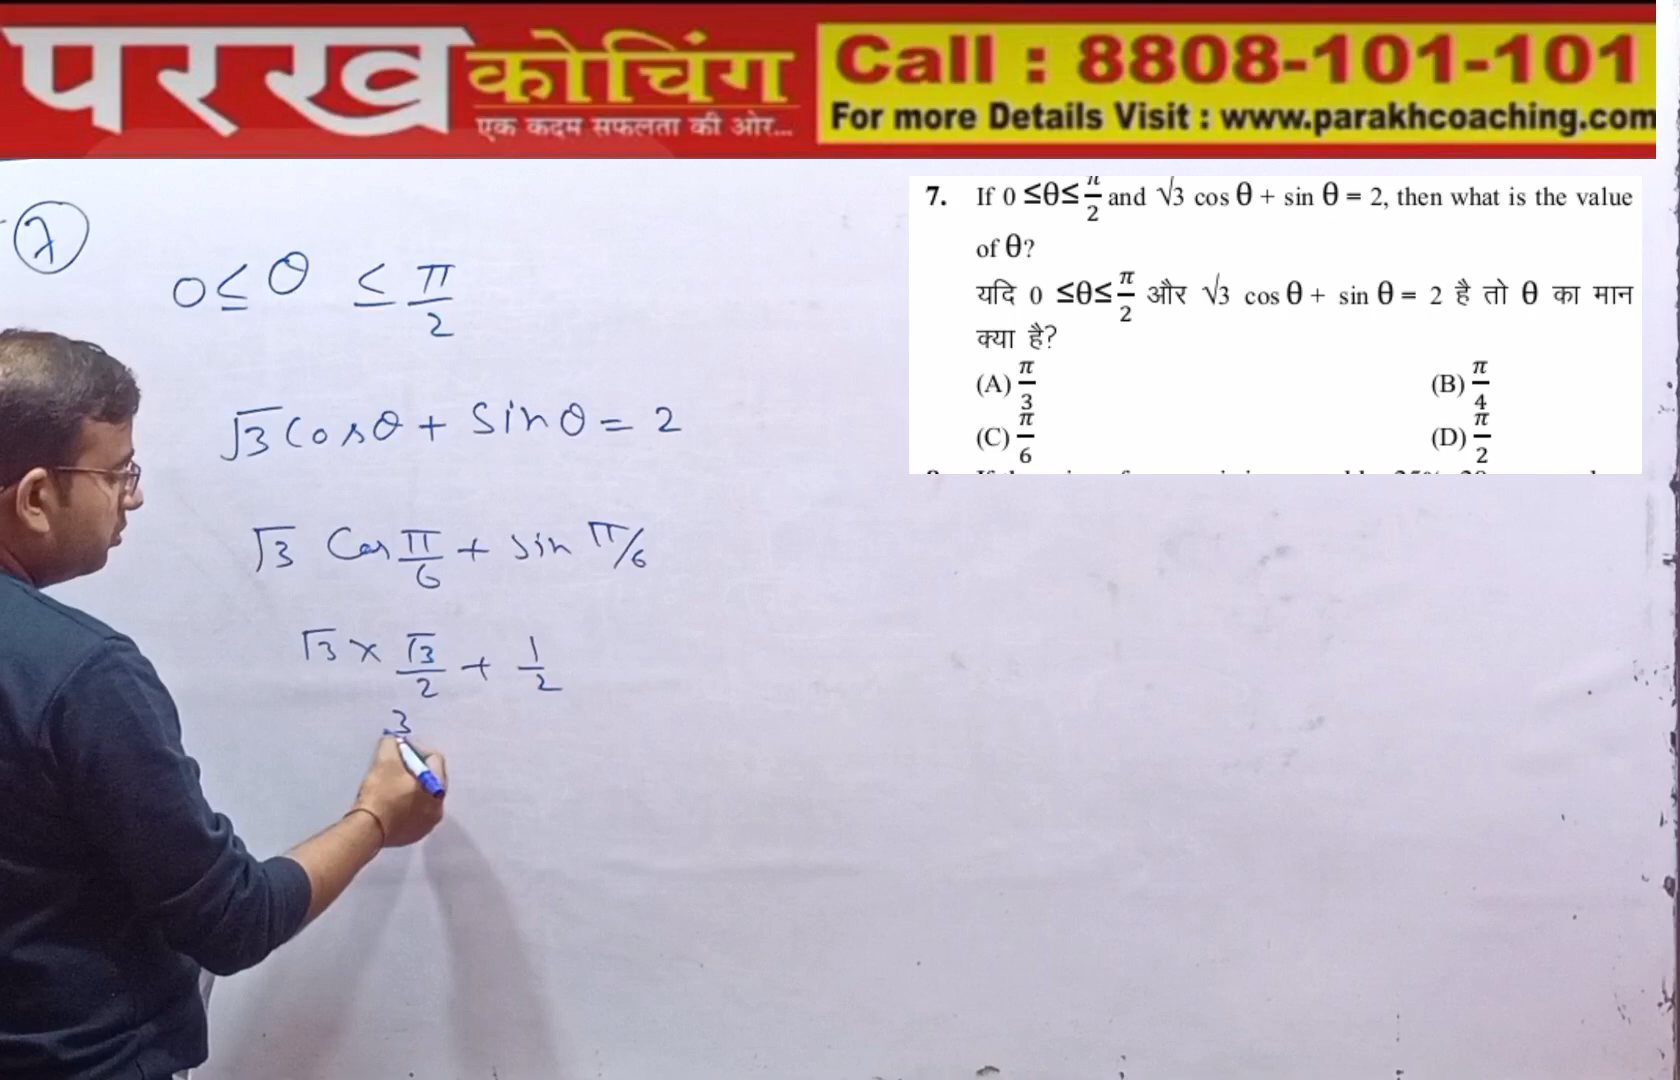 परख कोचिंग
एक कदम सफलता की ओर...
Call : 8808-101-101
For more Details Visit : www.parakhcoaching.com
7
0 ≤ θ ≤ π/2
√3 Cosθ + Sinθ = 2
√3 Cos π/6 + Sin π/6
√3 × √3/2 + 1/2
3
7. If 0 ≤θ≤ π/2 and √3 cos θ + sin θ = 2, then what is the value
of θ?
यदि 0 ≤θ≤ π/2 और √3 cos θ + sin θ = 2 है तो θ का मान
क्या है?
(A) π/3 (B) π/4
(C) π/6 (D) π/2